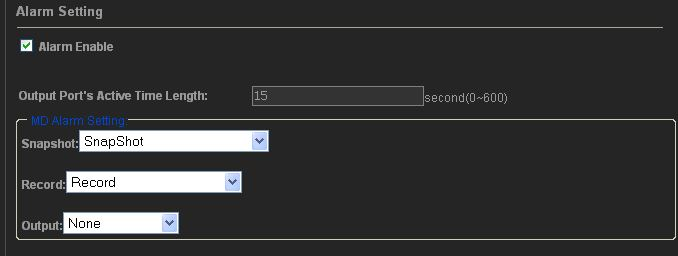 Alarm Setting
Alarm Enable
Output Port's Active Time Length: 15 second(0~600)
MD Alarm Setting
Snapshot: SnapShot
Record: Record
Output: None